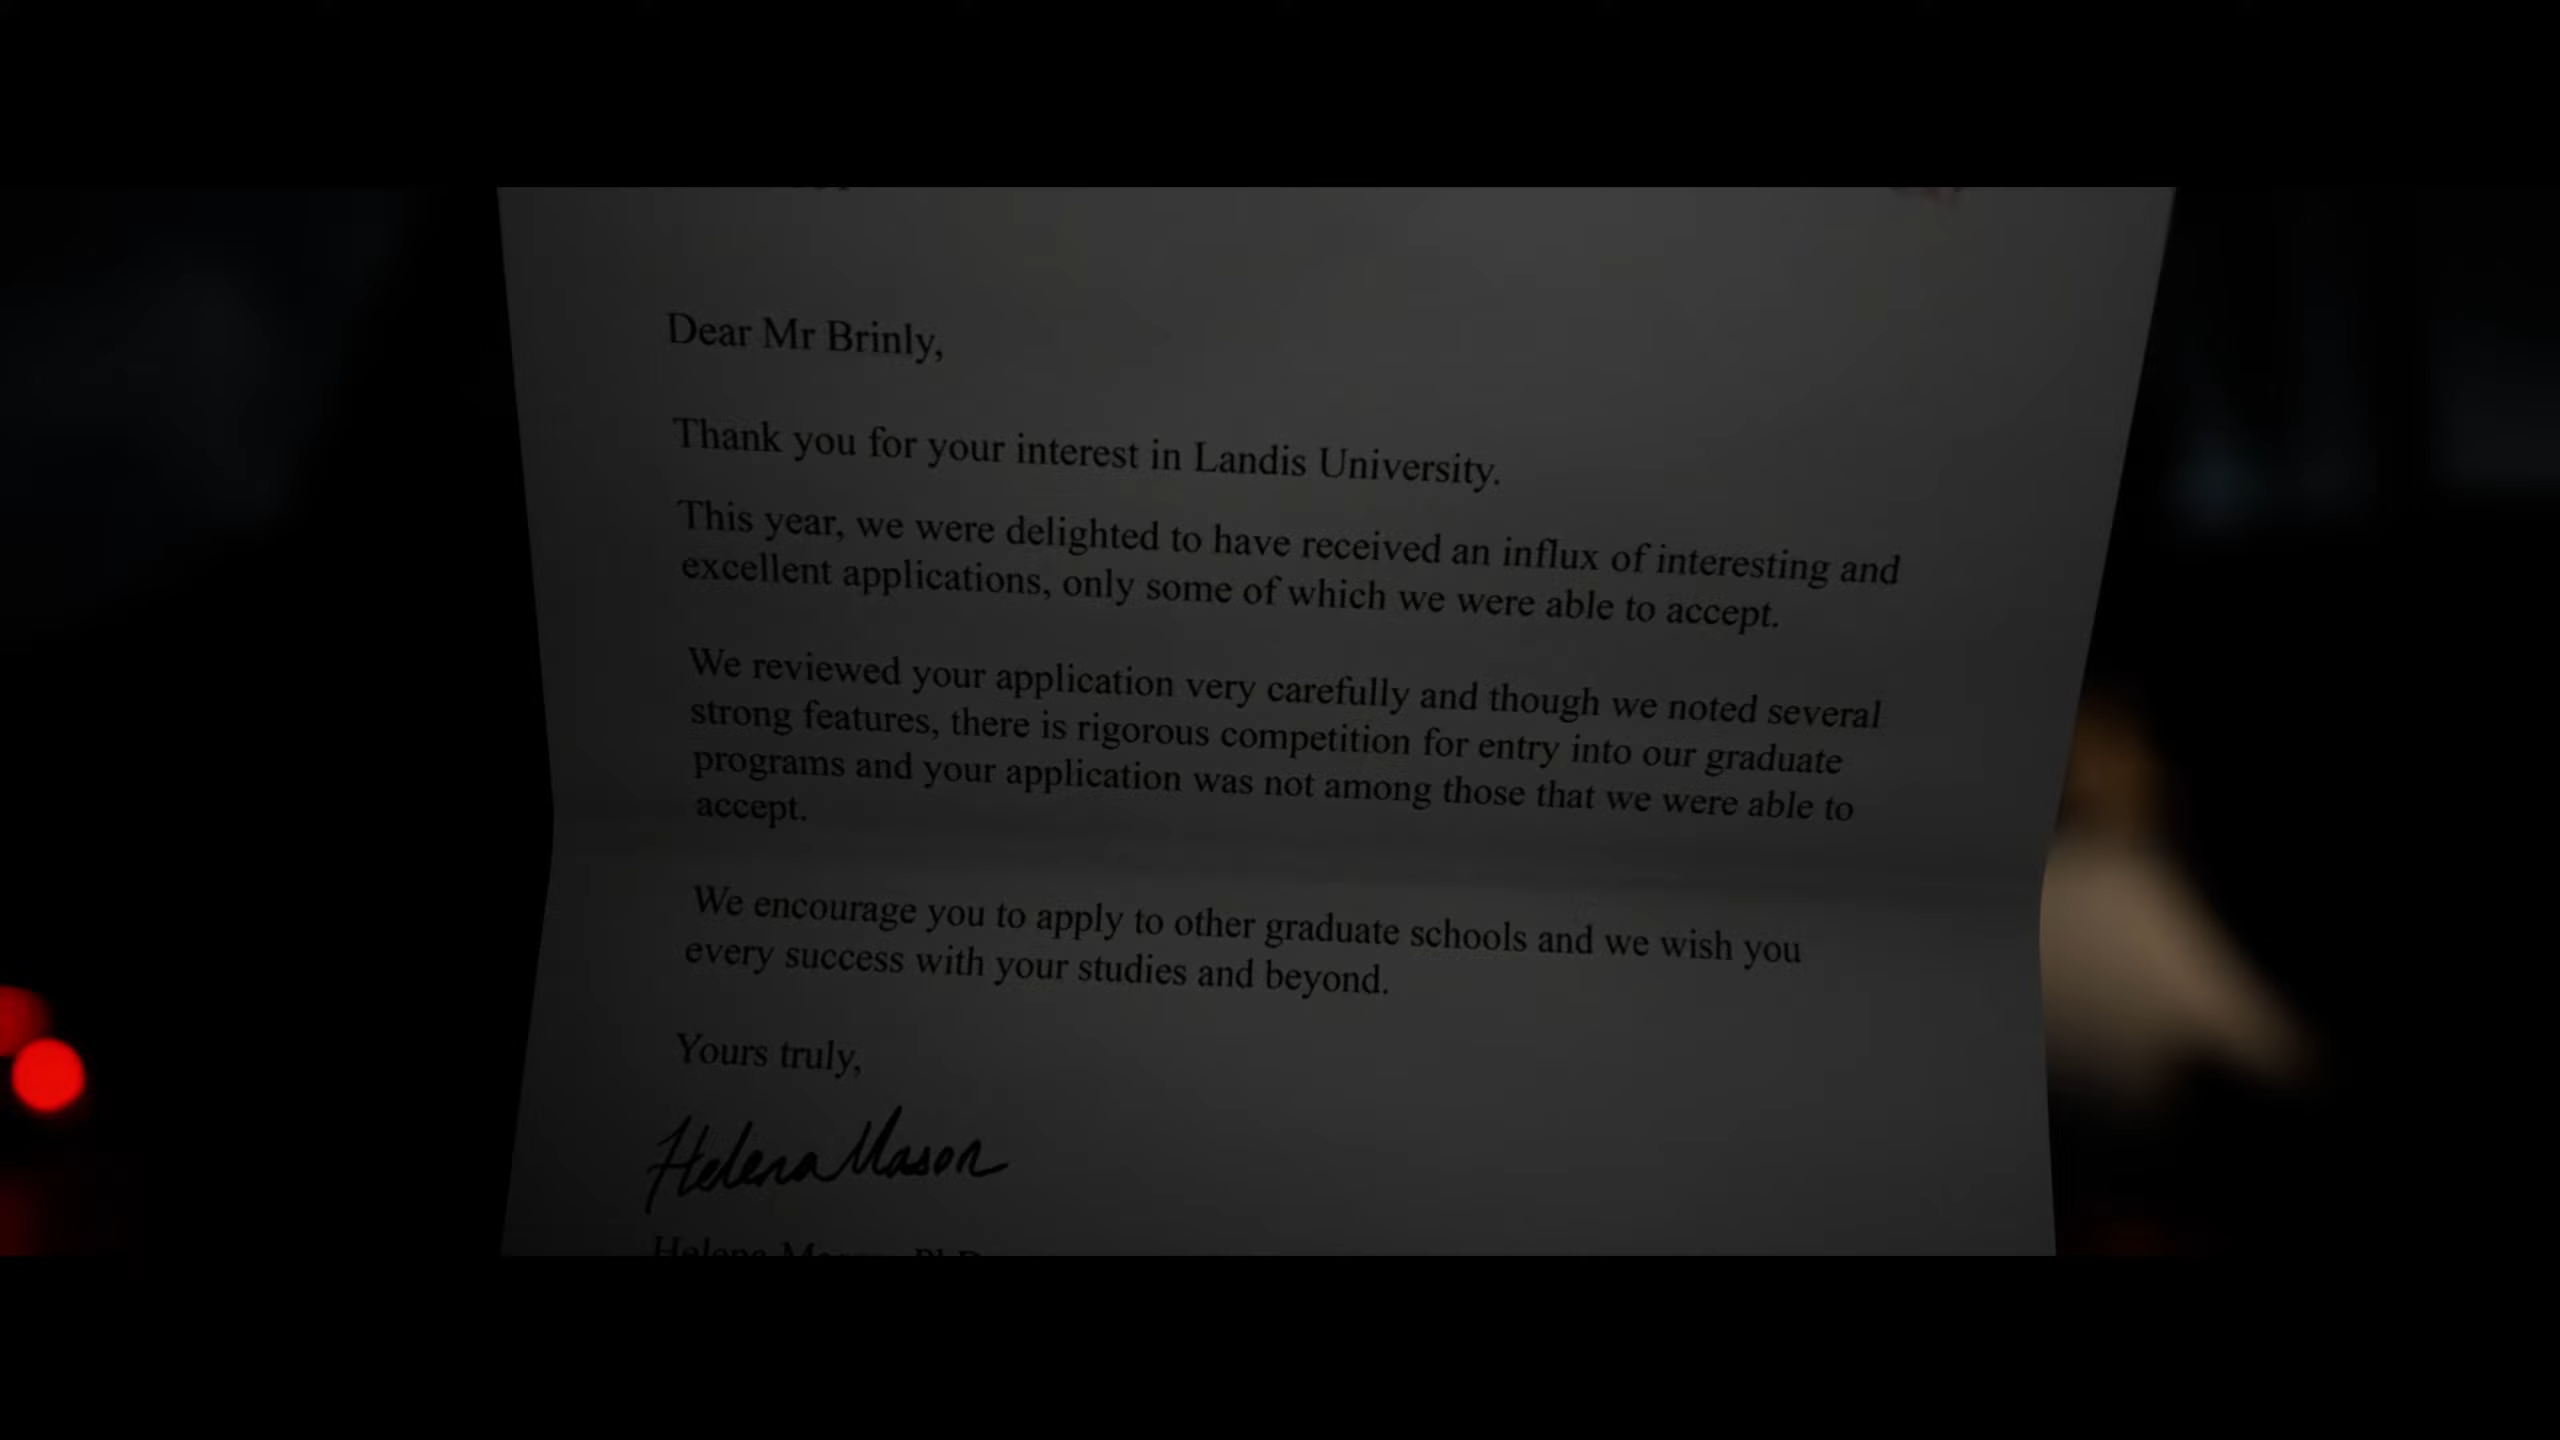 Dear Mr Brinly,
Thank you for your interest in Landis University.
This year, we were delighted to have received an influx of interesting and
excellent applications, only some of which we were able to accept.
We reviewed your application very carefully and though we noted several
strong features, there is rigorous competition for entry into our graduate
programs and your application was not among those that we were able to
accept.
We encourage you to apply to other graduate schools and we wish you
every success with your studies and beyond.
Yours truly,
Helena Mason
Helena Mason, PhD